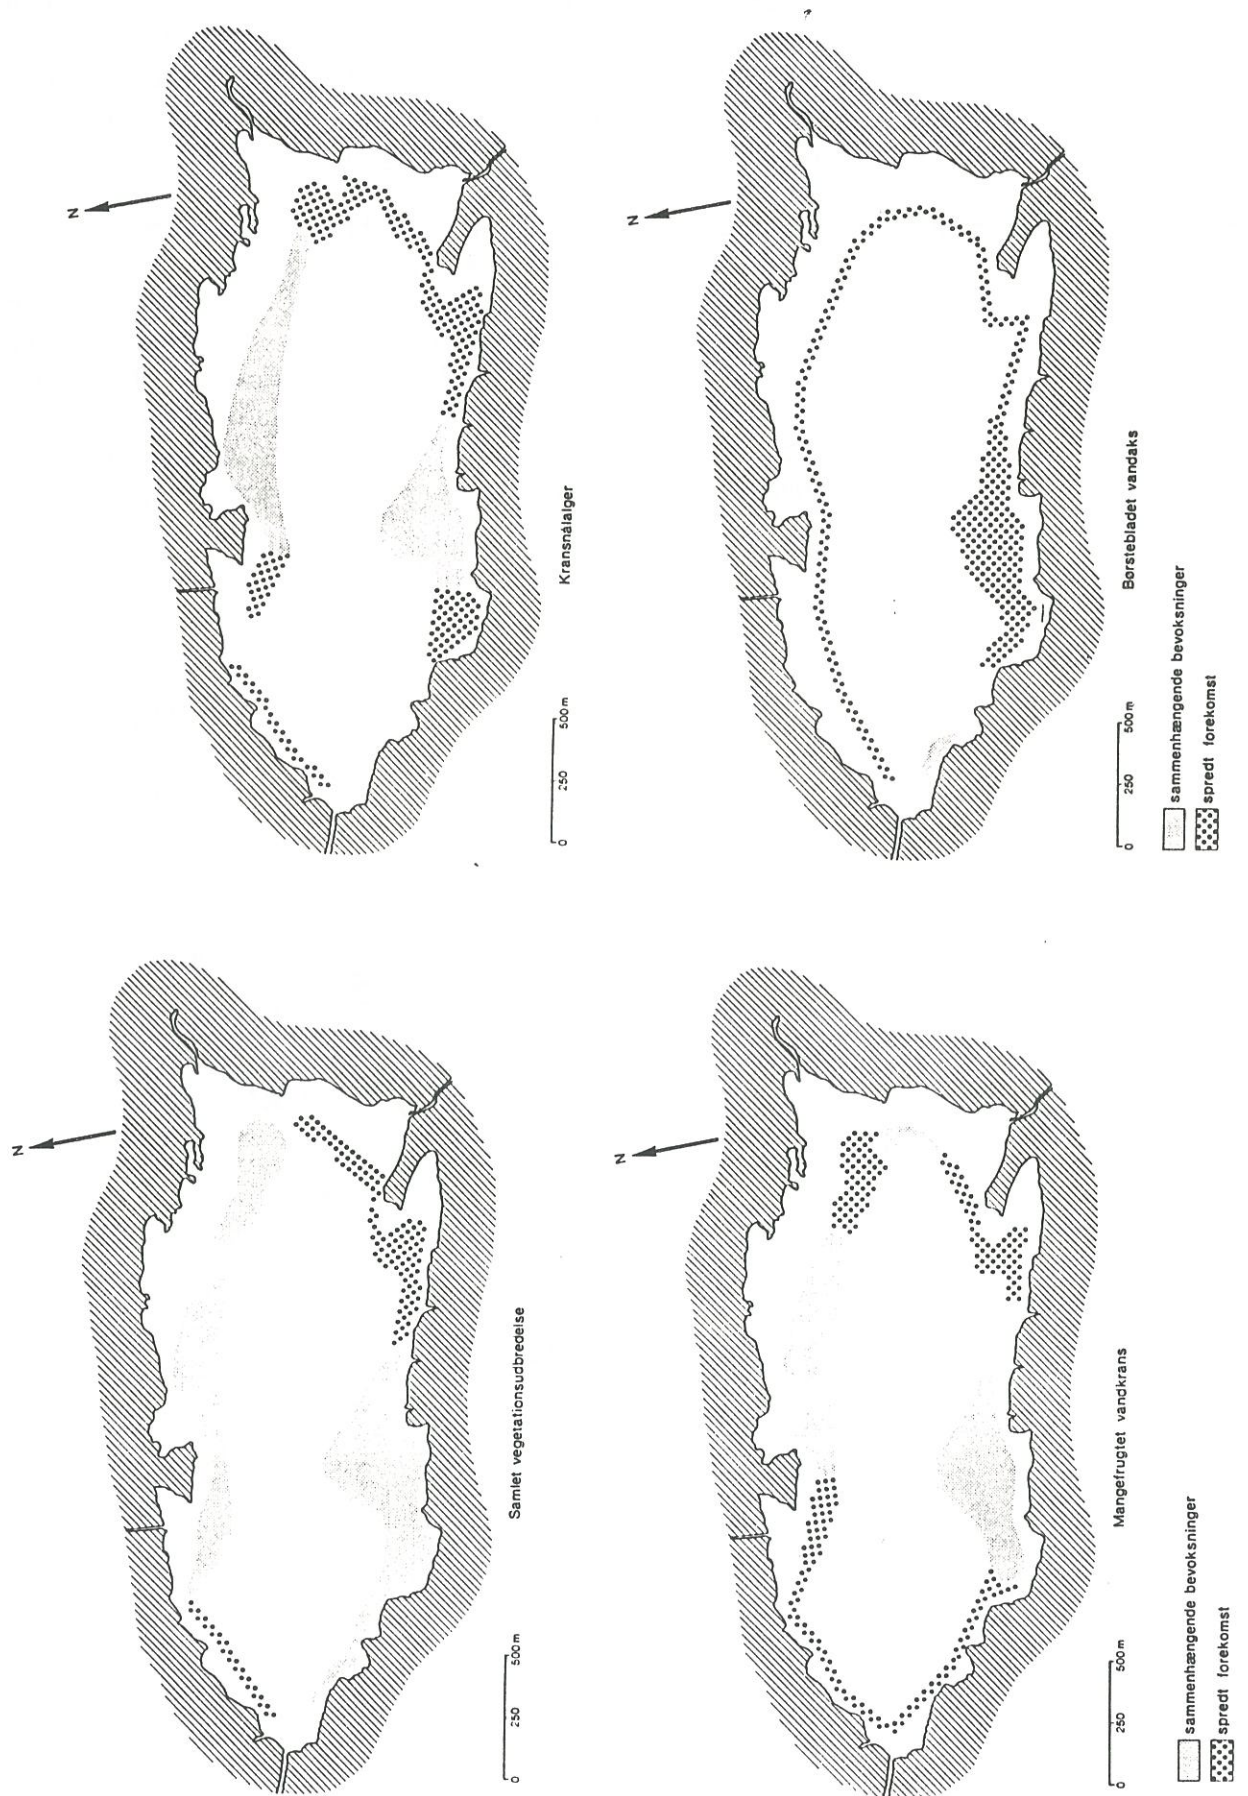 N
0 250 500 m
Kransnålalger
N
0 250 500 m
Børstebladet vandaks
sammenhængende bevoksninger
spredt forekomst
N
0 250 500 m
Samlet vegetationsudbredelse
N
0 250 500 m
Mangefrugtet vandkrans
sammenhængende bevoksninger
spredt forekomst